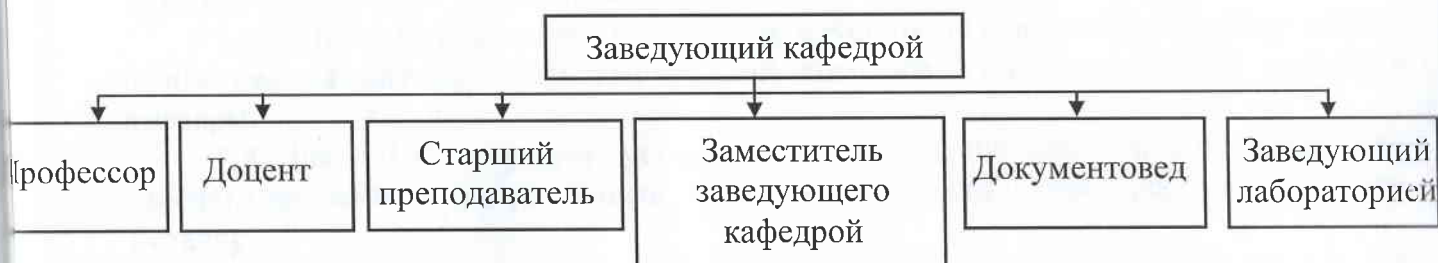 Заведующий кафедрой
Профессор
Доцент
Старший
преподаватель
Заместитель
заведующего
кафедрой
Документовед
Заведующий
лабораторией